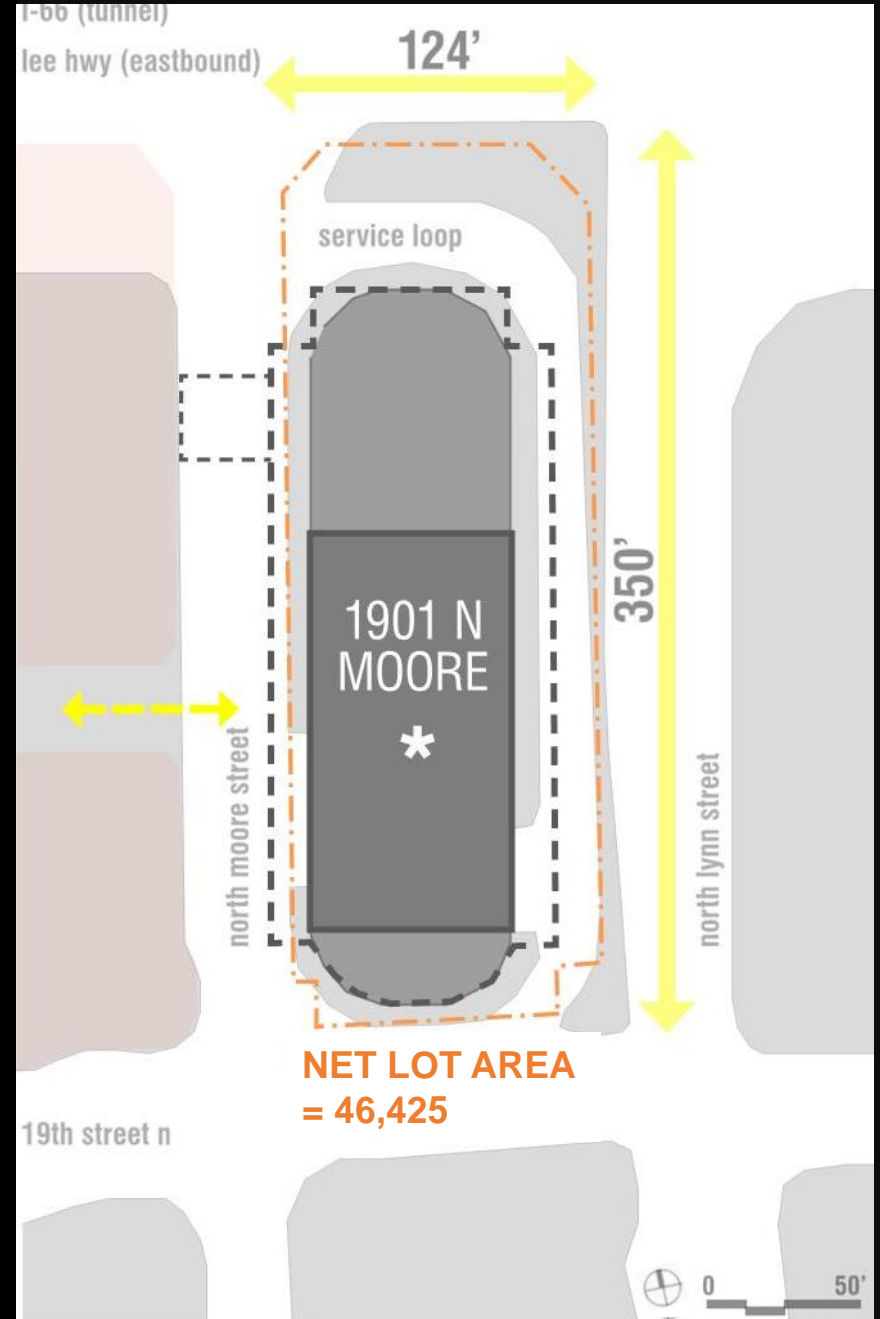 I-66 (tunnel)
lee hwy (eastbound)
124’
service loop
350’
1901 N
MOORE
*
north moore street
north lynn street
NET LOT AREA
= 46,425
19th street n
0 50’